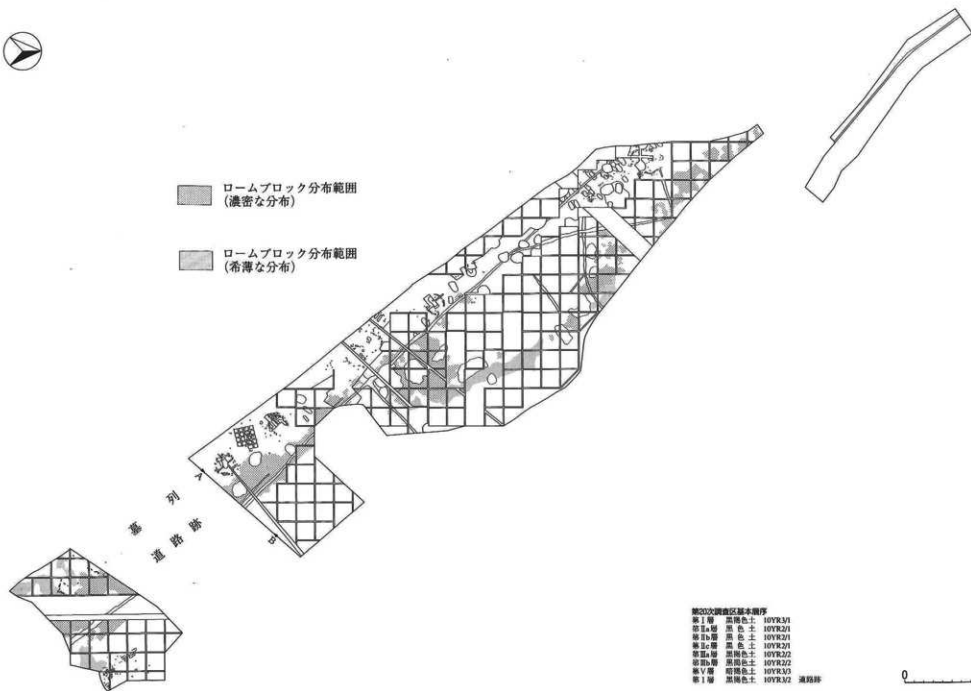 ロームブロック分布範囲
(濃密な分布)
ロームブロック分布範囲
(希薄な分布)
A
墓列
道路跡
B
第20次調査区基本層序
第Ⅰ層 黒褐色土 10YR3/1
第Ⅱa層 黒色土 10YR2/1
第Ⅱb層 黒色土 10YR2/1
第Ⅱc層 黒色土 10YR2/1
第Ⅲa層 黒褐色土 10YR2/2
第Ⅲb層 黒褐色土 10YR2/2
第Ⅴ層 暗褐色土 10YR3/3
第Ⅰ層 黒褐色土 10YR3/2 道路跡
0